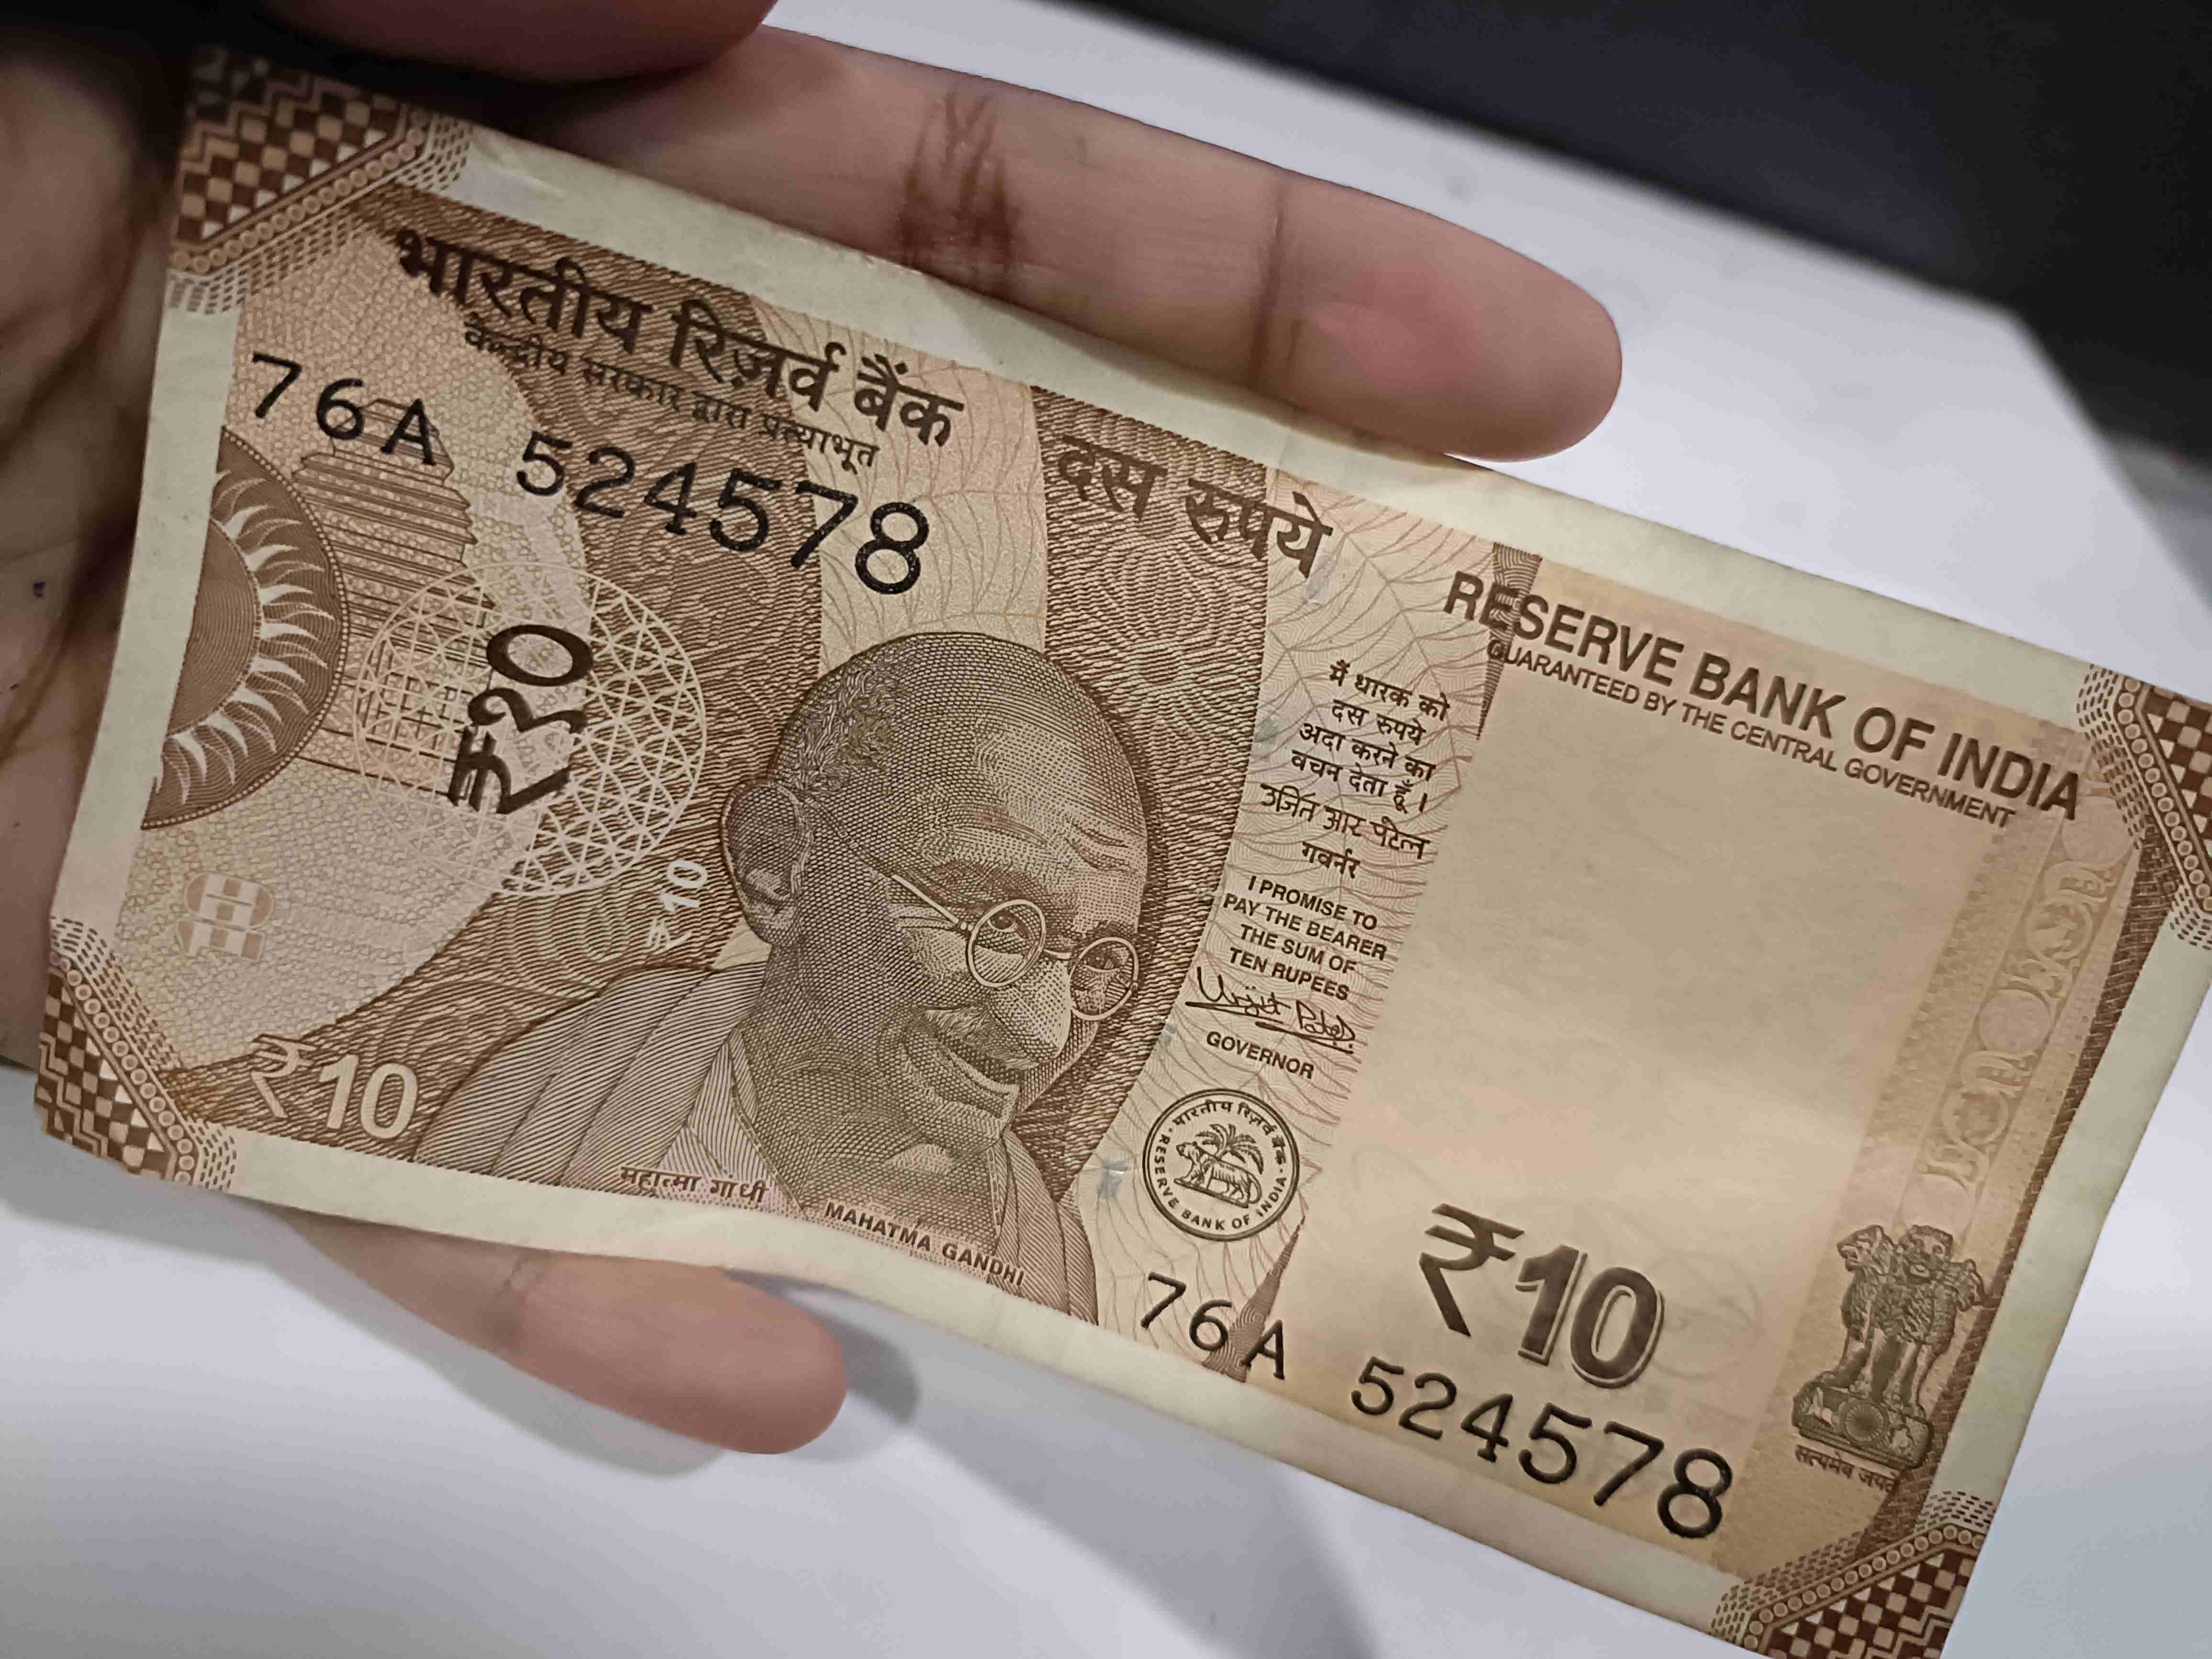 भारतीय रिज़र्व बैंक
केन्द्रीय सरकार द्वारा प्रत्याभूत
76A 524578
दस रुपये
₹१०
₹10
₹10
महात्मा गांधी
MAHATMA GANDHI
मैं धारक को
दस रुपये
अदा करने का
वचन देता हूँ।
उर्जित आर पटेल
गवर्नर
I PROMISE TO
PAY THE BEARER
THE SUM OF
TEN RUPEES
Urjit Patel
GOVERNOR
भारतीय रिज़र्व बैंक
RESERVE BANK OF INDIA
RESERVE BANK OF INDIA
GUARANTEED BY THE CENTRAL GOVERNMENT
₹10
76A 524578
सत्यमेव जयते